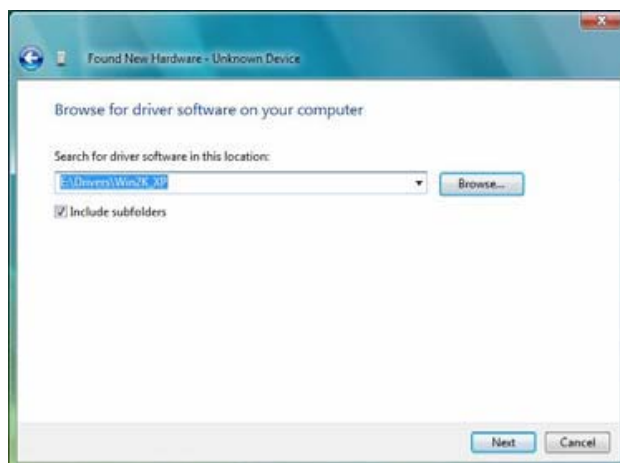 Found New Hardware - Unknown Device
Browse for driver software on your computer
Search for driver software in this location:
E:\Drivers\Win2K_XP
Browse...
Include subfolders
Next
Cancel